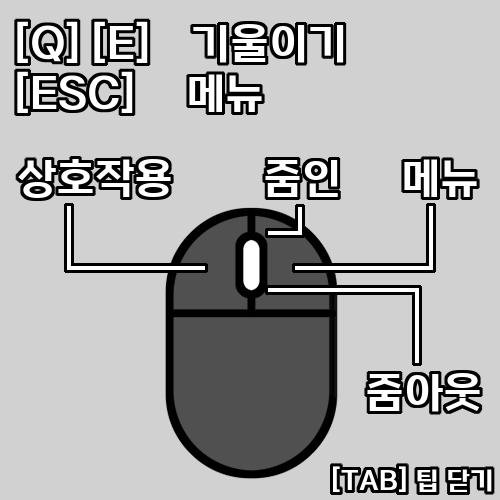 [Q] [E] 기울이기
[ESC] 메뉴
상호작용 줌인 메뉴
줌아웃
[TAB] 팁 닫기